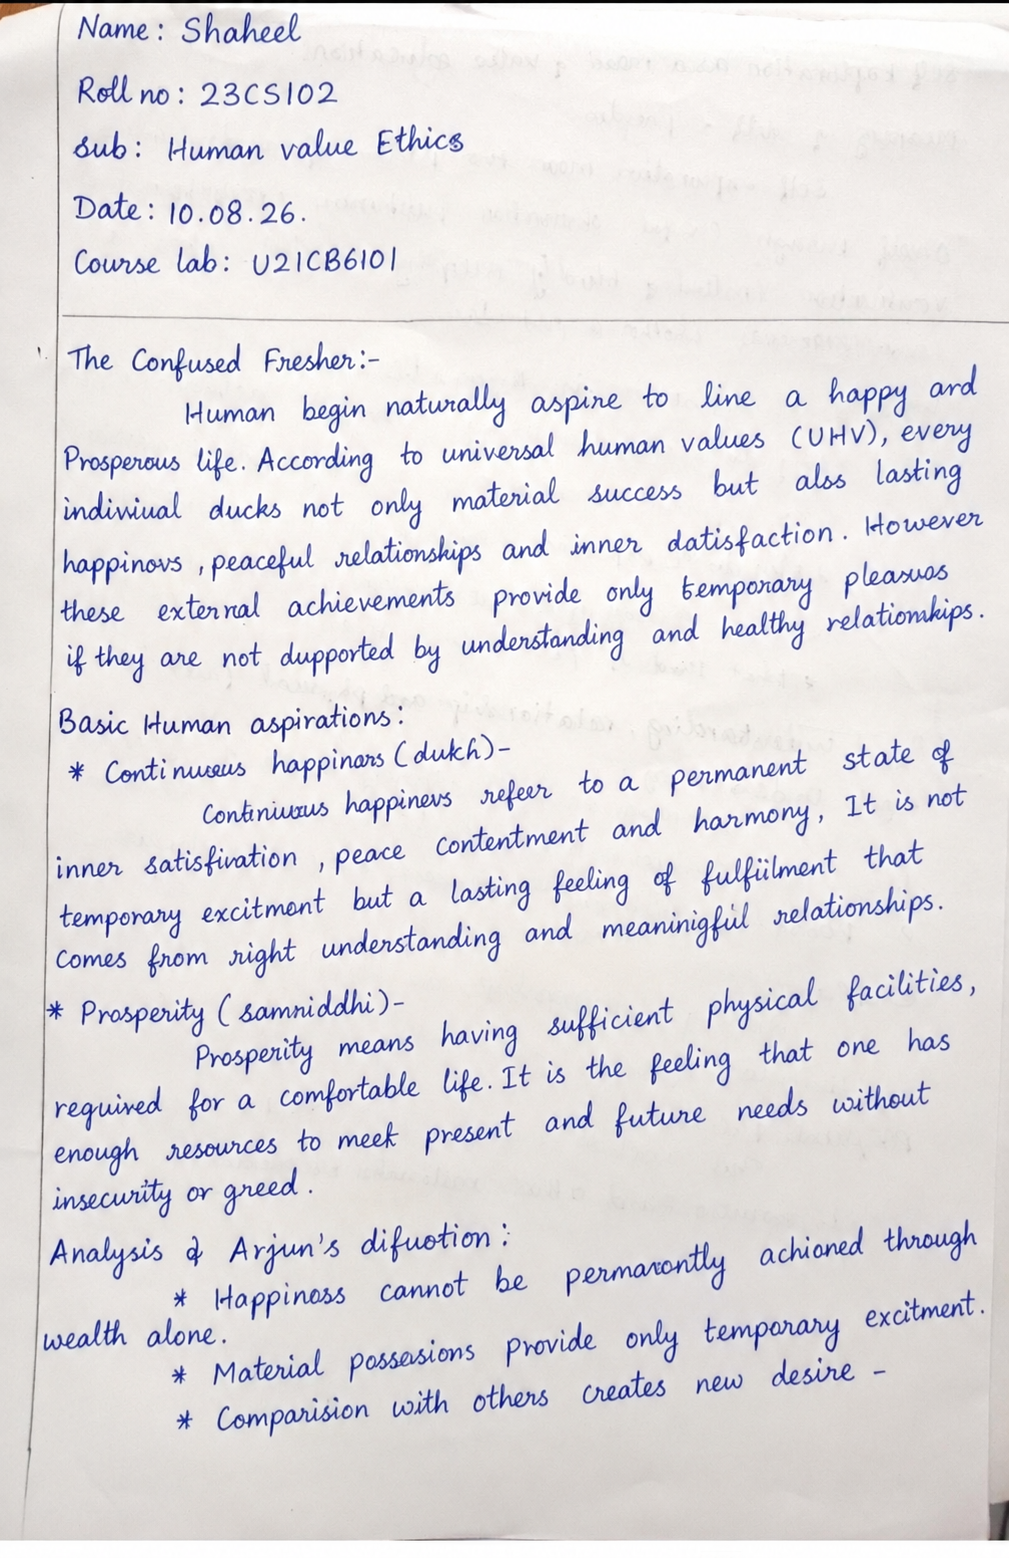 Name: Shaheel
Roll no: 23CS102
sub: Human value Ethics
Date: 10.08.26.
Course lab: U21CB6101
The Confused Fresher:-
Human begin naturally aspire to line a happy and
Prosperous life. According to universal human values (UHV), every
indiviual ducks not only material success but alss lasting
happinovs, peaceful relationships and inner datisfaction. However
these external achievements provide only temporary pleasuos
if they are not dupported by understanding and healthy relationships.
Basic Human aspirations:
* Continueus happinars (dukh)-
Continiuous happinevs refeer to a permanent state of
inner satisfivation, peace contentment and harmony, It is not
temporary excitment but a lasting feeling of fulfiilment that
comes from right understanding and meaninigful relationships.
* Prosperity (samniddhi)-
Prosperity means having sufficient physical facilities,
required for a comfortable life. It is the feeling that one has
enough resources to meet present and future needs without
insecurity or greed.
Analysis of Arjun's difuotion:
* Happinoss cannot be permanontly achioned through
wealth alone.
* Material possesions provide only temporary excitment.
* Comparision with others creates new desire -